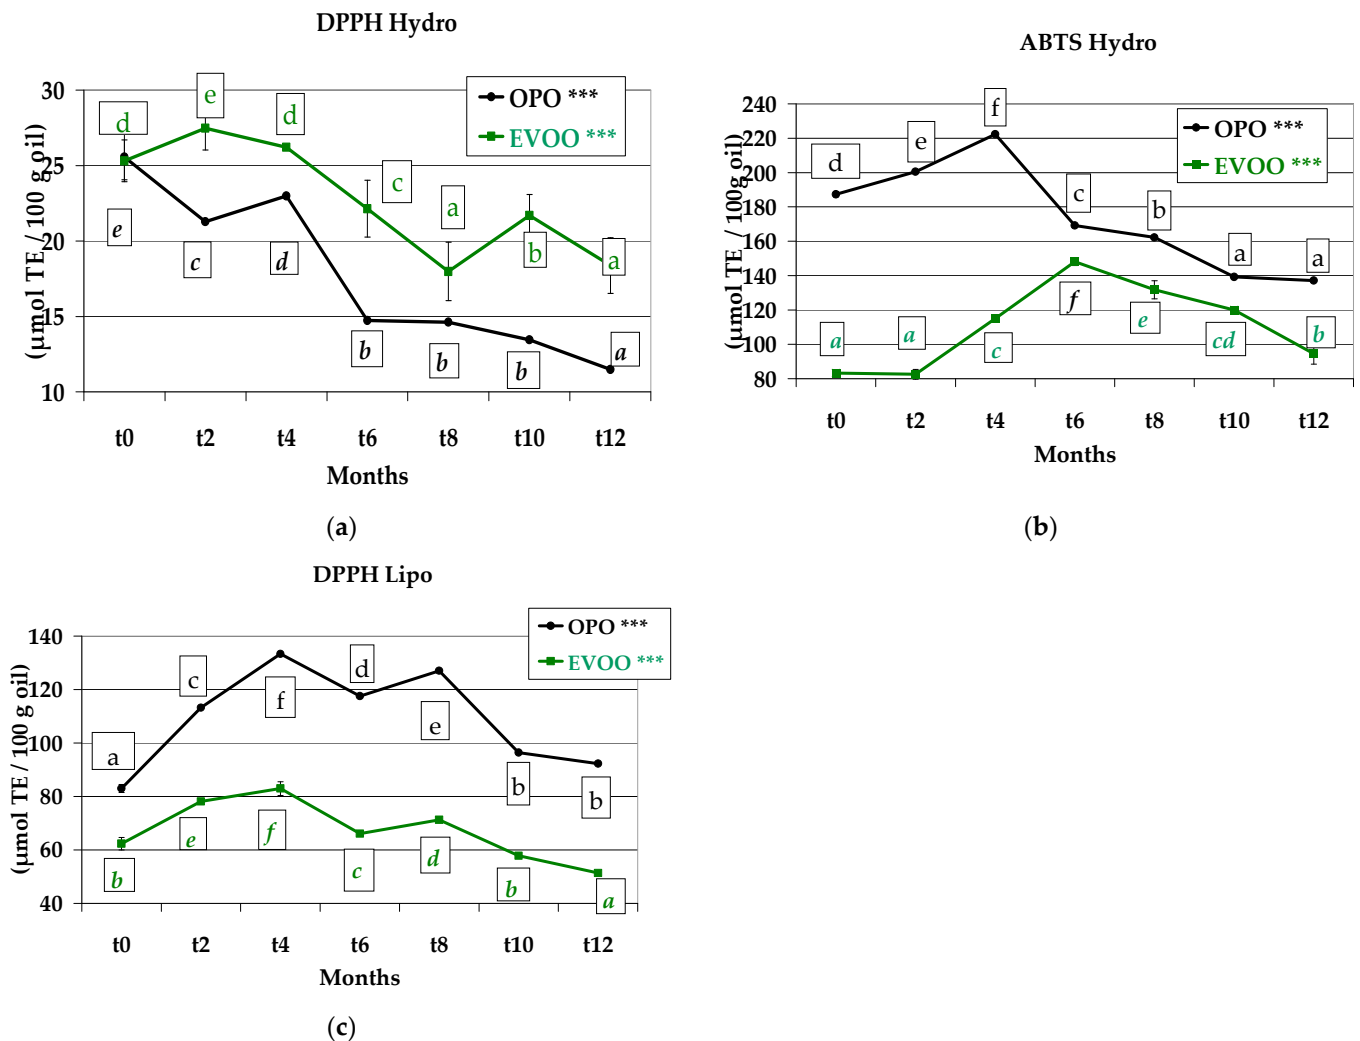 DPPH Hydro
(µmol TE / 100 g oil)
30
25
20
15
10
OPO ***
EVOO ***
d
e
d
c
a
b
a
e
c
d
b
b
b
a
t0 t2 t4 t6 t8 t10 t12
Months
(a)
ABTS Hydro
(µmol TE / 100g oil)
240
220
200
180
160
140
120
100
80
OPO ***
EVOO ***
d
e
f
c
b
a
a
a
a
c
f
e
cd
b
t0 t2 t4 t6 t8 t10 t12
Months
(b)
DPPH Lipo
(µmol TE / 100 g oil)
140
120
100
80
60
40
OPO ***
EVOO ***
a
c
f
d
e
b
b
b
e
f
c
d
b
a
t0 t2 t4 t6 t8 t10 t12
Months
(c)